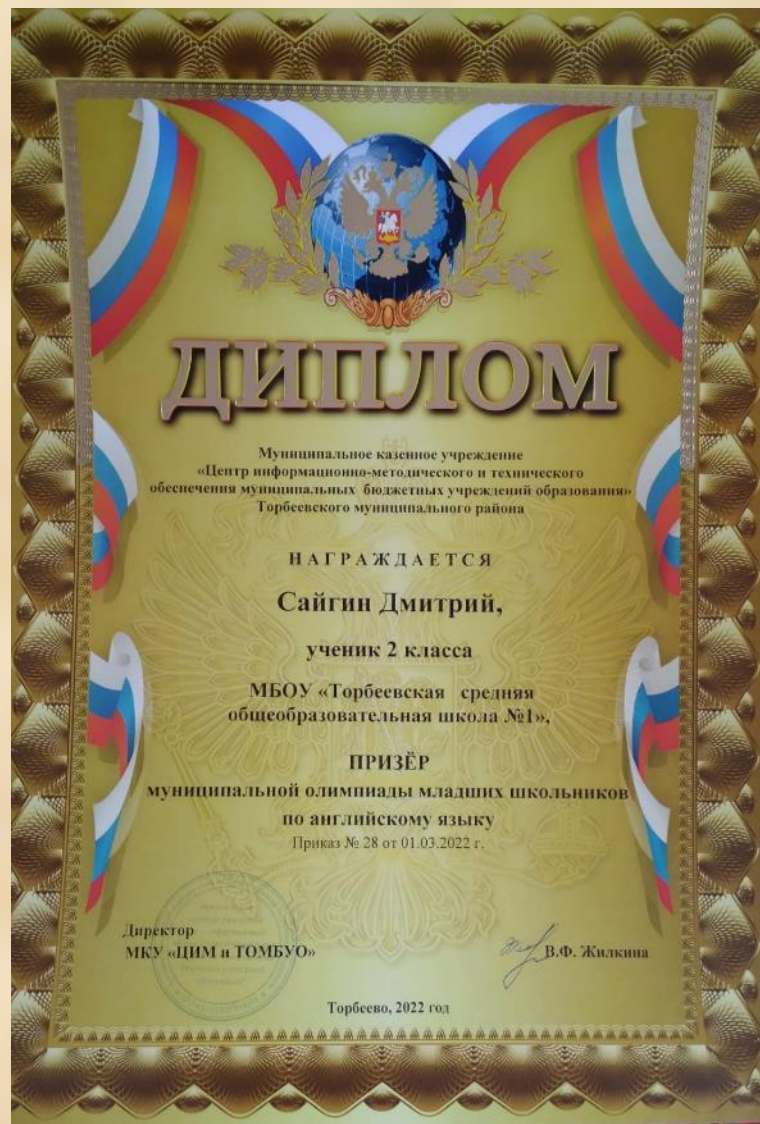 ДИПЛОМ
Муниципальное казенное учреждение
«Центр информационно-методического и технического
обеспечения муниципальных бюджетных учреждений образования»
Торбеевского муниципального района
НАГРАЖДАЕТСЯ
Сайгин Дмитрий,
ученик 2 класса
МБОУ «Торбеевская средняя
общеобразовательная школа №1»,
ПРИЗЁР
муниципальной олимпиады младших школьников
по английскому языку
Приказ № 28 от 01.03.2022 г.
Директор
МКУ «ЦИМ и ТОМБУО»
В.Ф. Жилкина
Торбеево, 2022 год